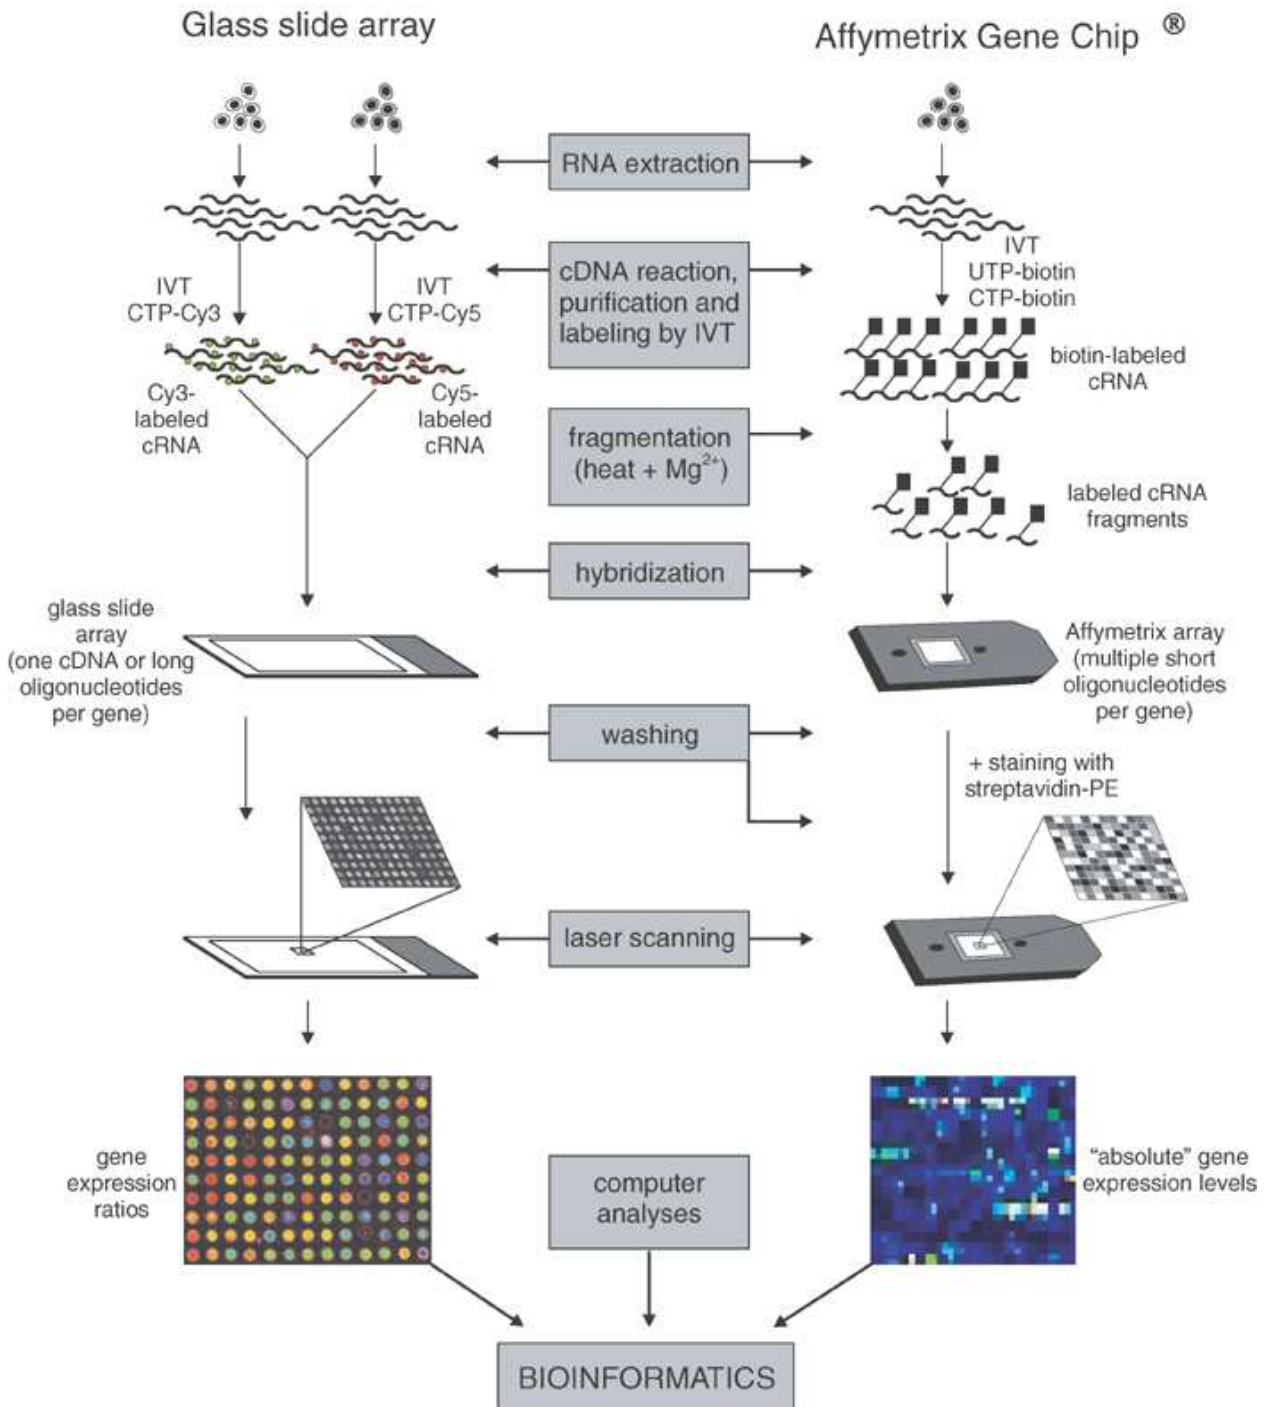 Glass slide array
Affymetrix Gene Chip ®
RNA extraction
IVT
CTP-Cy3
IVT
CTP-Cy5
cDNA reaction,
purification and
labeling by IVT
IVT
UTP-biotin
CTP-biotin
Cy3-
labeled
cRNA
Cy5-
labeled
cRNA
biotin-labeled
cRNA
fragmentation
(heat + Mg²⁺)
labeled cRNA
fragments
hybridization
glass slide
array
(one cDNA or long
oligonucleotides
per gene)
Affymetrix array
(multiple short
oligonucleotides
per gene)
washing
+ staining with
streptavidin-PE
laser scanning
gene
expression
ratios
computer
analyses
“absolute” gene
expression levels
BIOINFORMATICS